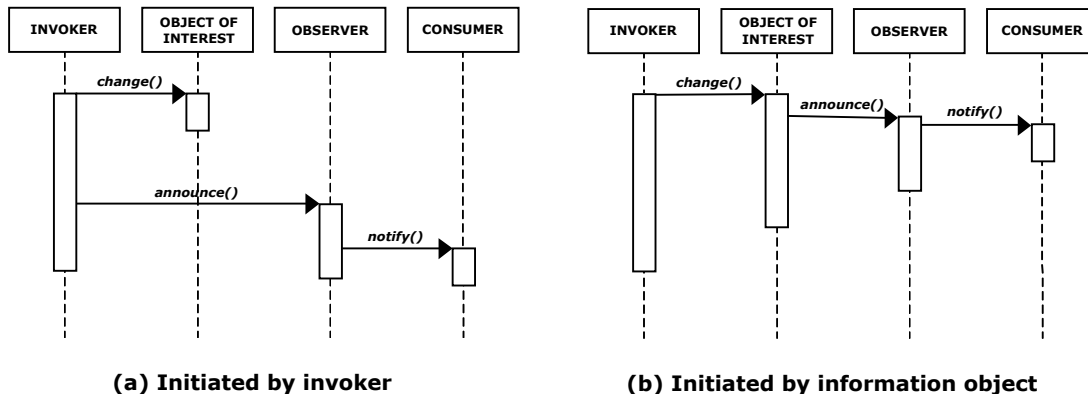 INVOKER
OBJECT OF
INTEREST
OBSERVER
CONSUMER
change()
announce()
notify()
(a) Initiated by invoker
INVOKER
OBJECT OF
INTEREST
OBSERVER
CONSUMER
change()
announce()
notify()
(b) Initiated by information object